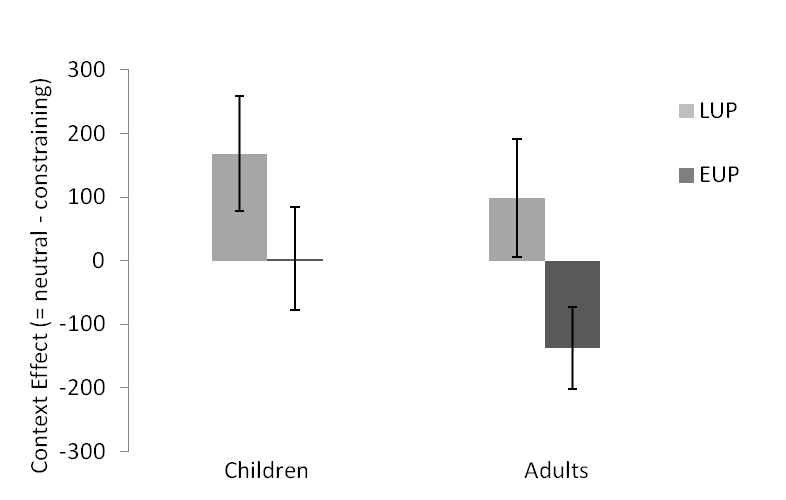 Context Effect (= neutral - constraining)
300
200
100
0
-100
-200
-300
Children
Adults
LUP
EUP